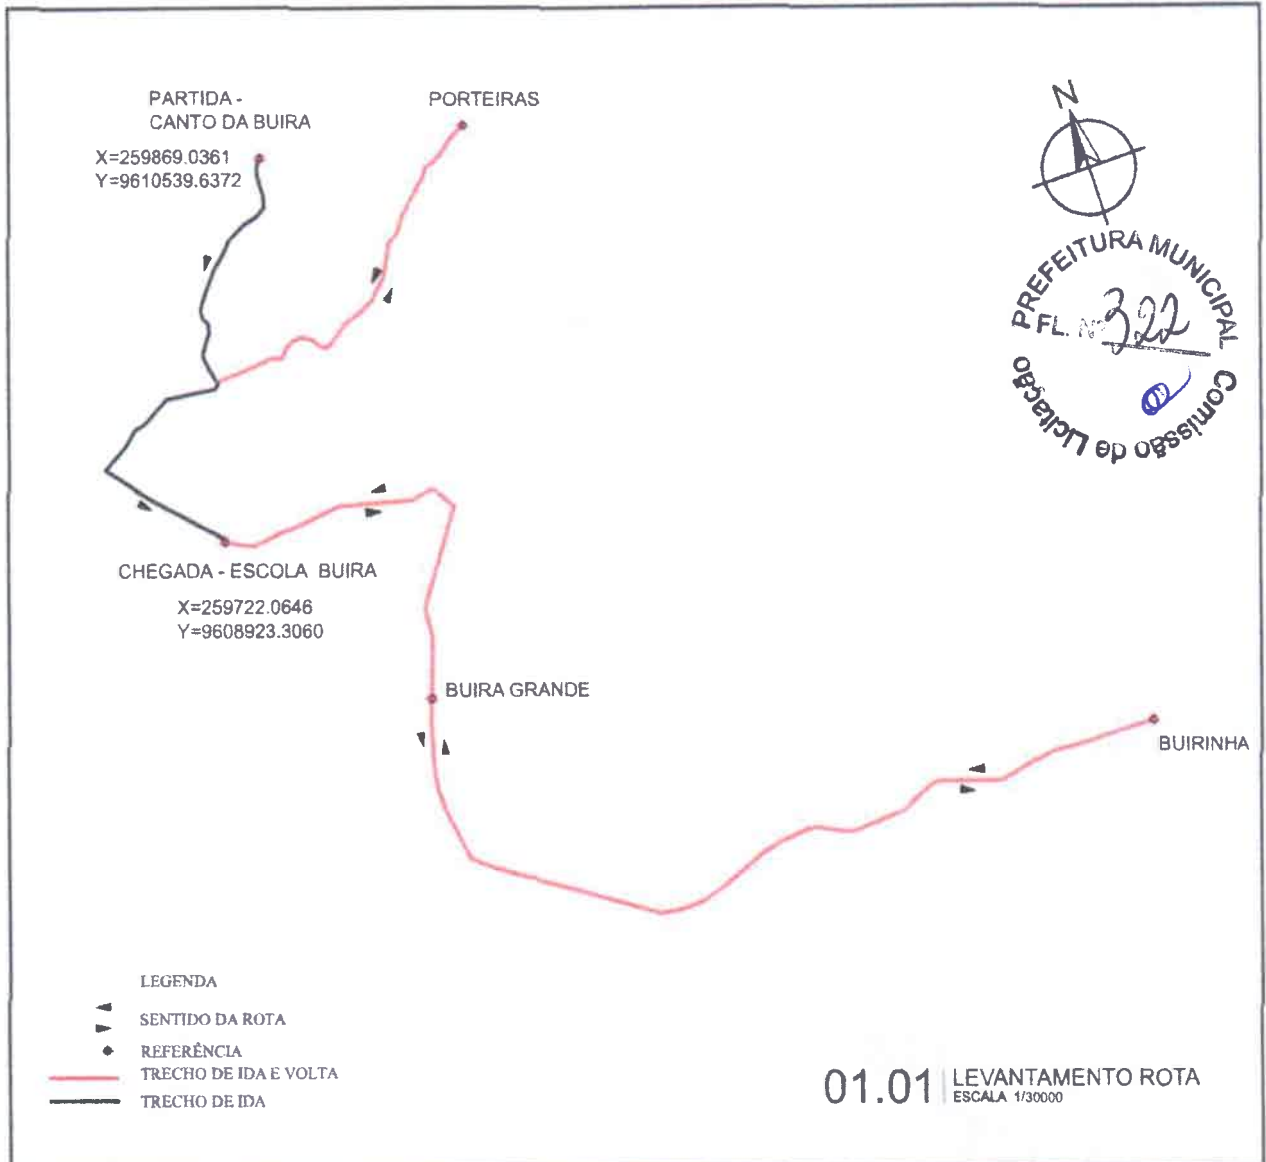 PARTIDA -
CANTO DA BUIRA
X=259869.0361
Y=9610539.6372
PORTEIRAS
N
PREFEITURA MUNICIPAL
FL. Nº 322
Comissão de Licitação
CHEGADA - ESCOLA BUIRA
X=259722.0646
Y=9608923.3060
BUIRA GRANDE
BUIRINHA
LEGENDA
SENTIDO DA ROTA
REFERÊNCIA
TRECHO DE IDA E VOLTA
TRECHO DE IDA
01.01
LEVANTAMENTO ROTA
ESCALA 1/30000